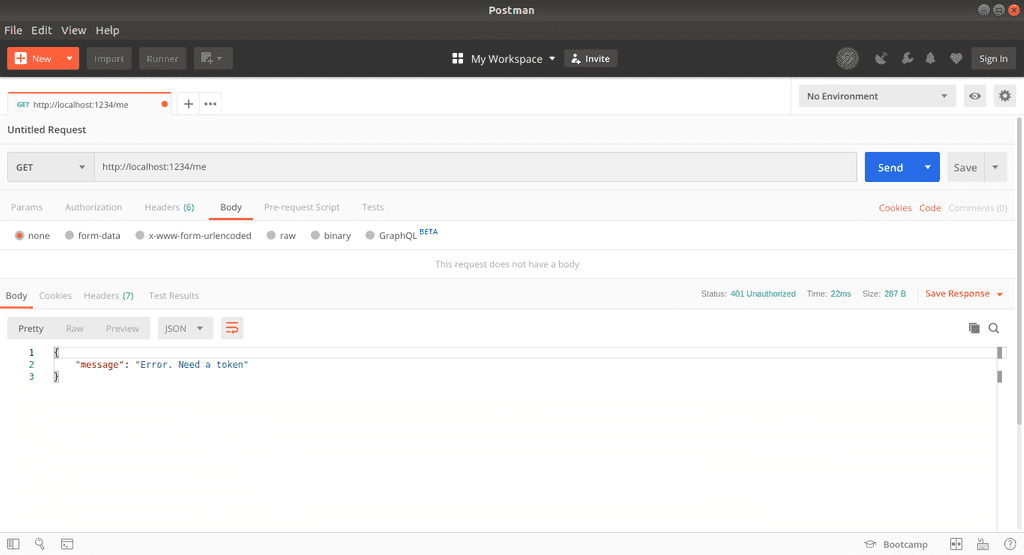 Postman
File Edit View Help
New Import Runner My Workspace Invite Sign In
GET http://localhost:1234/me No Environment
Untitled Request
GET http://localhost:1234/me Send Save
Params Authorization Headers (6) Body Pre-request Script Tests Cookies Code Comments (0)
none form-data x-www-form-urlencoded raw binary GraphQL BETA
This request does not have a body
Body Cookies Headers (7) Test Results Status: 401 Unauthorized Time: 22ms Size: 287 B Save Response
Pretty Raw Preview JSON
1 {
2 "message": "Error. Need a token"
3 }
Bootcamp